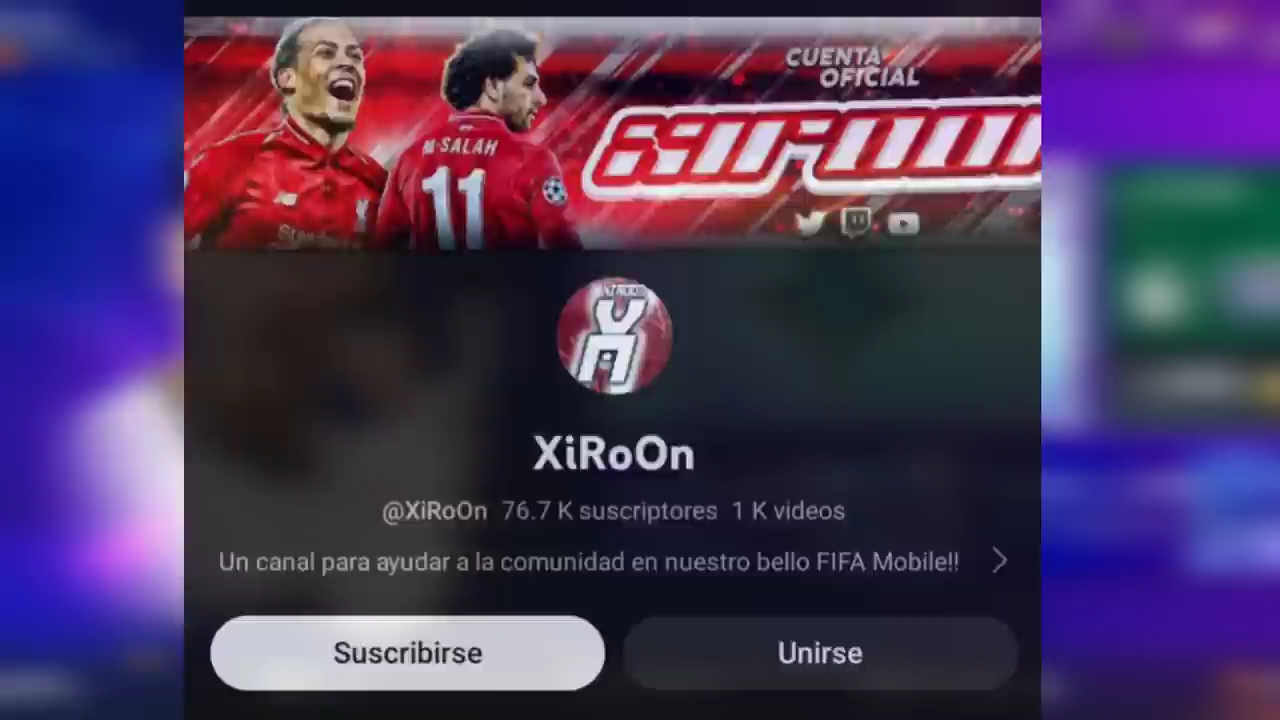 CUENTA
OFICIAL
M·SALAH
11
XiRoOn
@XiRoOn 76.7 K suscriptores 1 K videos
Un canal para ayudar a la comunidad en nuestro bello FIFA Mobile!!
Suscribirse
Unirse